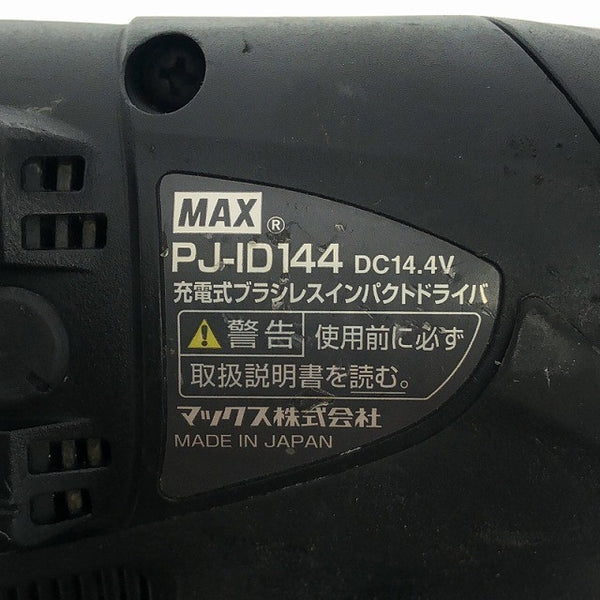 MAX®
PJ-ID144 DC14.4V
充電式ブラシレスインパクトドライバ
警告 使用前に必ず
取扱説明書を読む。
マックス株式会社
MADE IN JAPAN